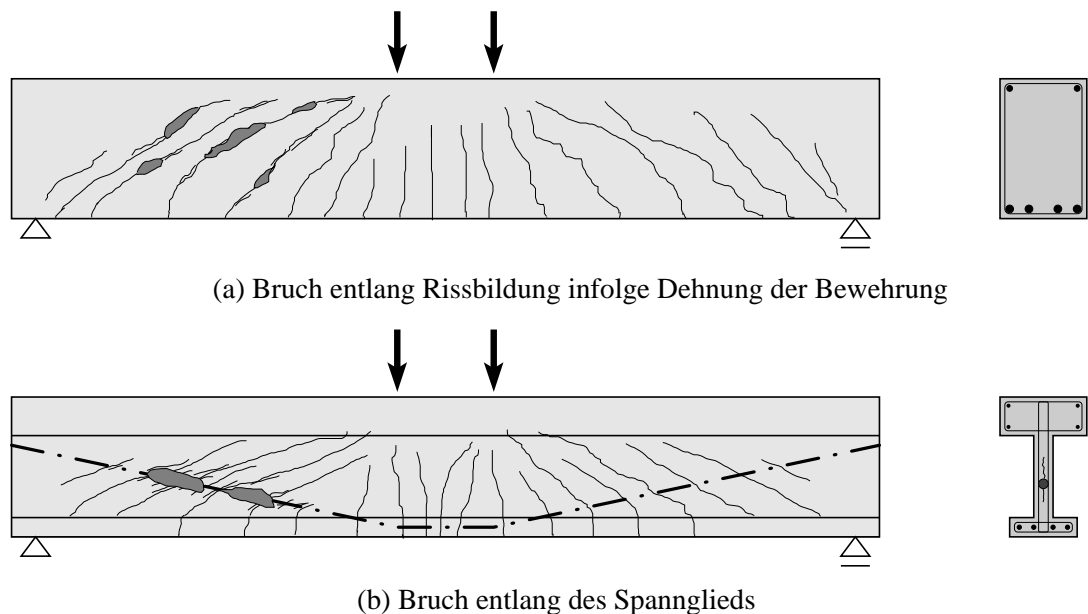 (a) Bruch entlang Rissbildung infolge Dehnung der Bewehrung
(b) Bruch entlang des Spannglieds